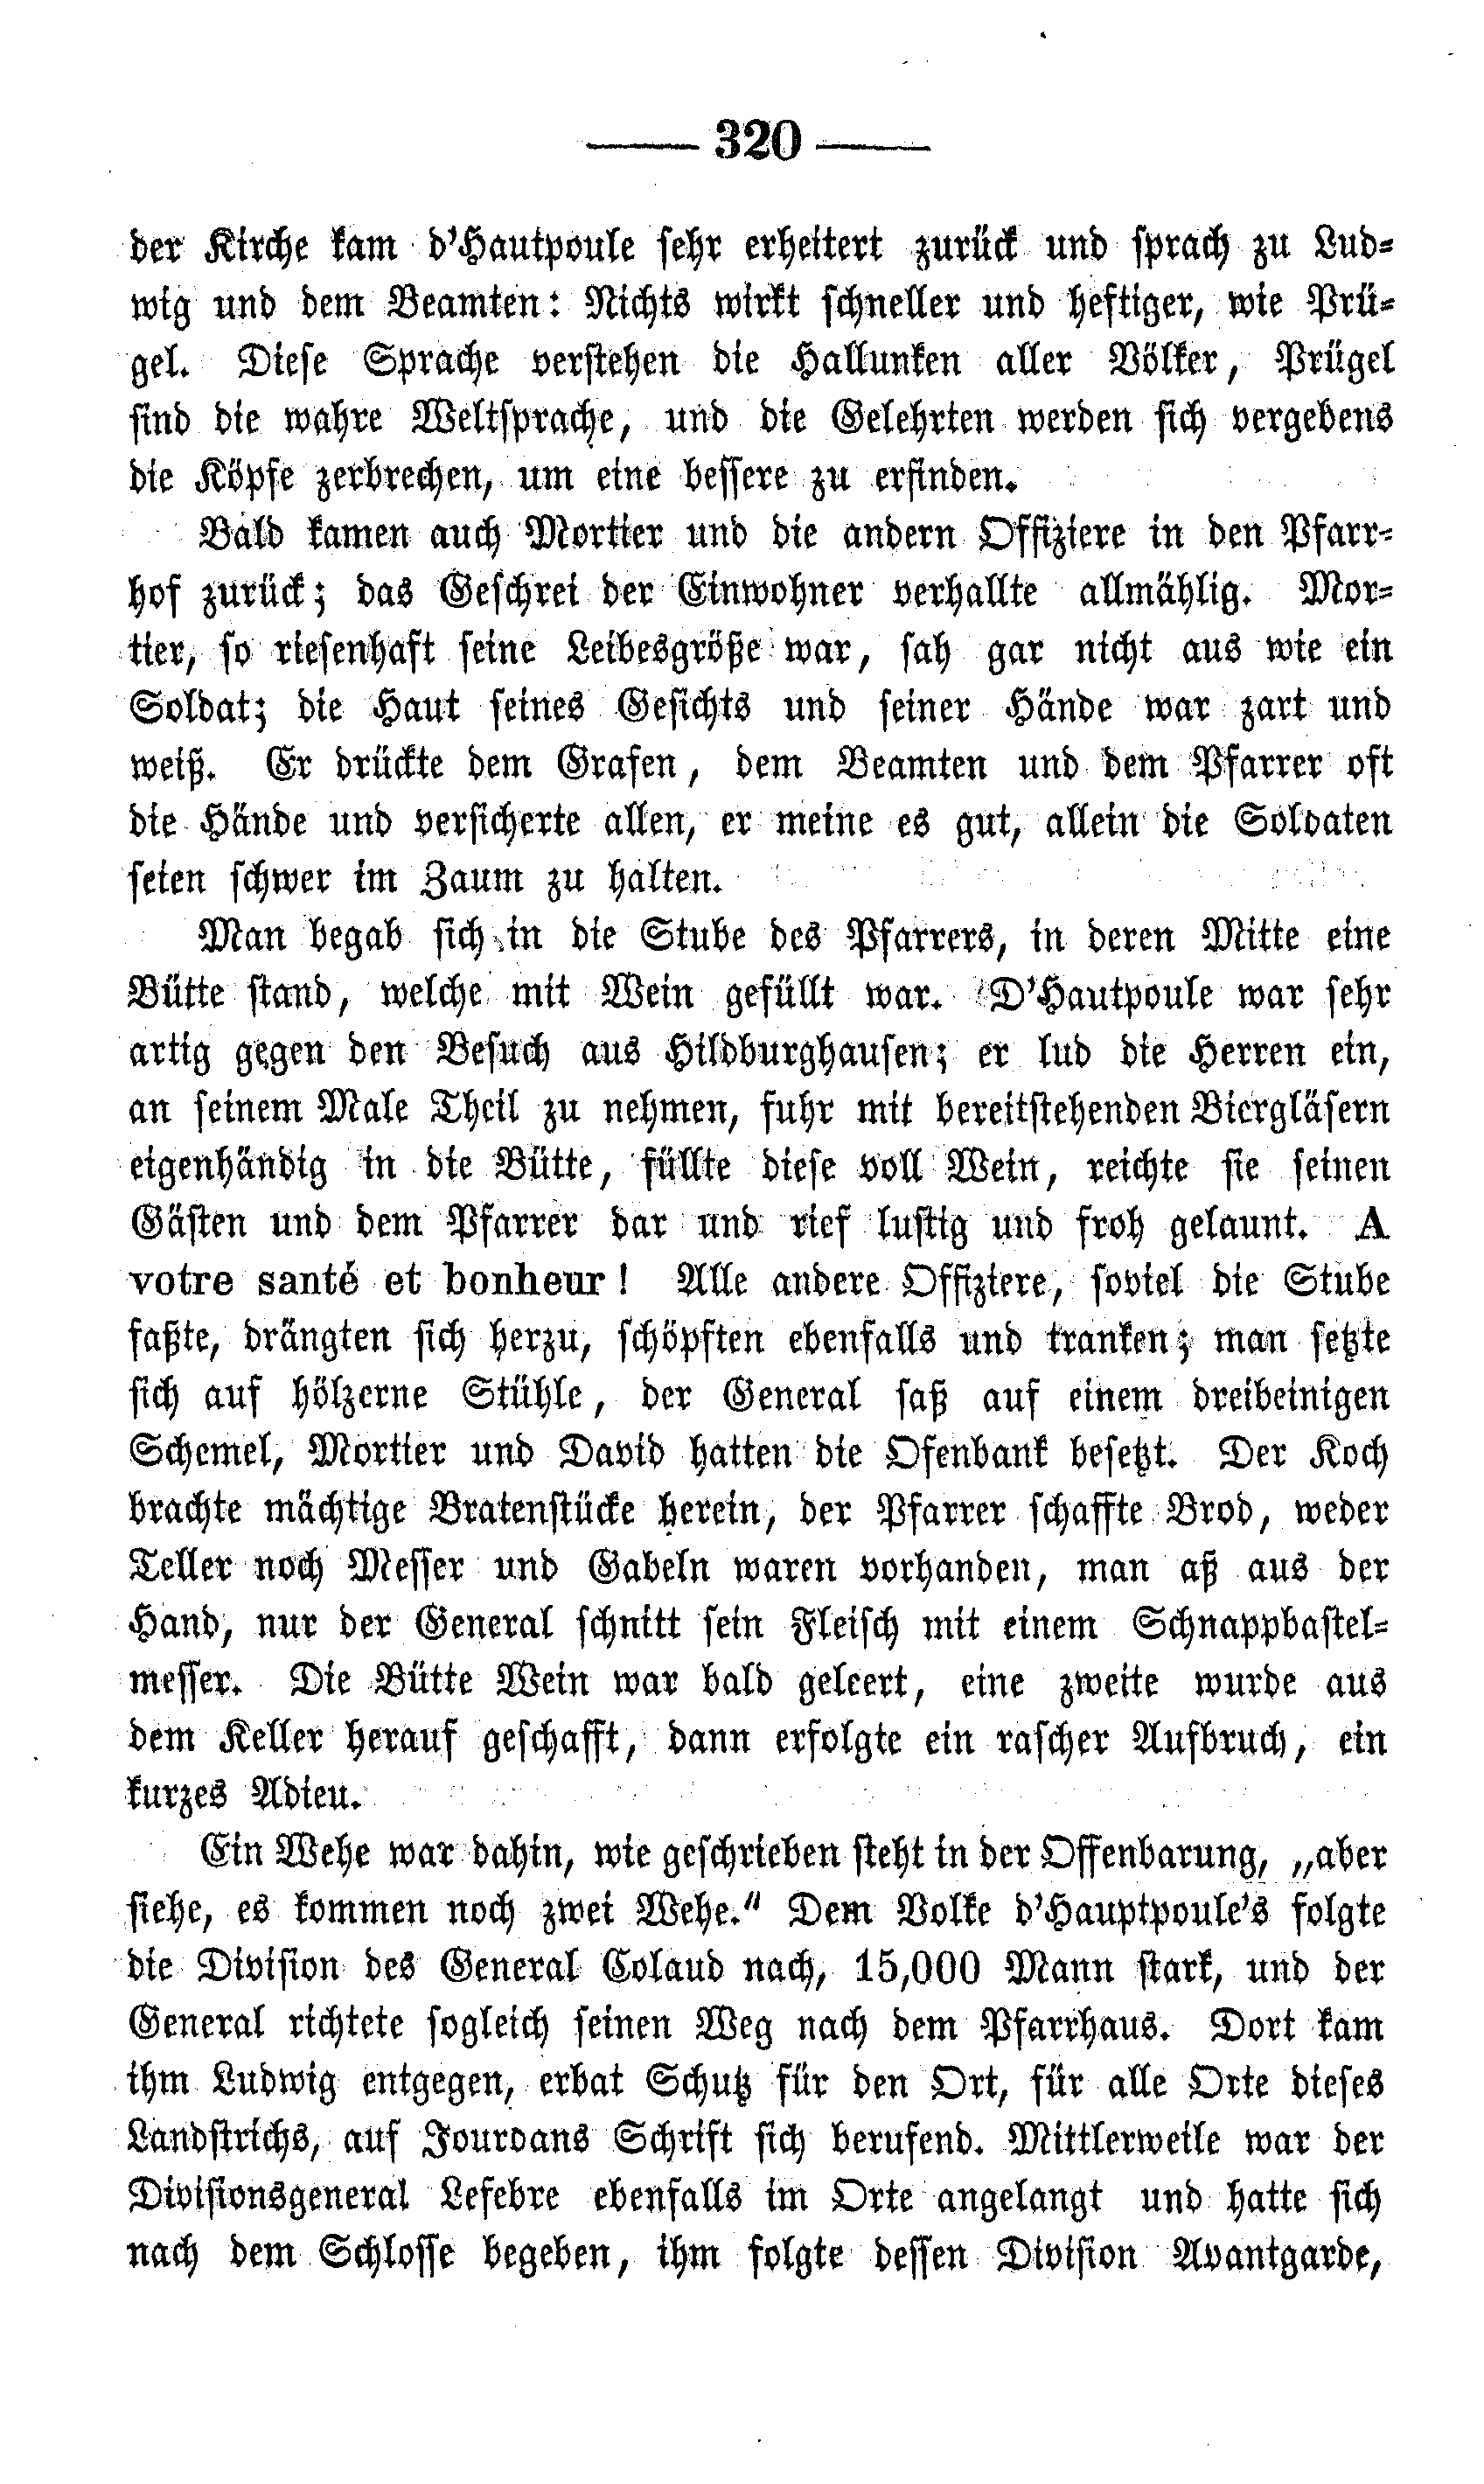 — 320 —
der Kirche kam d'Hautpoule sehr erheitert zurück und sprach zu Lud-
wig und dem Beamten: Nichts wirkt schneller und heftiger, wie Prü-
gel. Diese Sprache verstehen die Hallunken aller Völker, Prügel
sind die wahre Weltsprache, und die Gelehrten werden sich vergebens
die Köpfe zerbrechen, um eine bessere zu erfinden.
Bald kamen auch Mortier und die andern Offiziere in den Pfarr-
hof zurück; das Geschrei der Einwohner verhallte allmählig. Mor-
tier, so riesenhaft seine Leibesgröße war, sah gar nicht aus wie ein
Soldat; die Haut seines Gesichts und seiner Hände war zart und
weiß. Er drückte dem Grafen, dem Beamten und dem Pfarrer oft
die Hände und versicherte allen, er meine es gut, allein die Soldaten
seien schwer im Zaum zu halten.
Man begab sich in die Stube des Pfarrers, in deren Mitte eine
Bütte stand, welche mit Wein gefüllt war. D'Hautpoule war sehr
artig gegen den Besuch aus Hildburghausen; er lud die Herren ein,
an seinem Male Theil zu nehmen, fuhr mit bereitstehenden Biergläsern
eigenhändig in die Bütte, füllte diese voll Wein, reichte sie seinen
Gästen und dem Pfarrer dar und rief lustig und froh gelaunt. A
votre santé et bonheur! Alle andere Offiziere, soviel die Stube
faßte, drängten sich herzu, schöpften ebenfalls und tranken; man setzte
sich auf hölzerne Stühle, der General saß auf einem dreibeinigen
Schemel, Mortier und David hatten die Ofenbank besetzt. Der Koch
brachte mächtige Bratenstücke herein, der Pfarrer schaffte Brod, weder
Teller noch Messer und Gabeln waren vorhanden, man aß aus der
Hand, nur der General schnitt sein Fleisch mit einem Schnappbastel-
messer. Die Bütte Wein war bald geleert, eine zweite wurde aus
dem Keller herauf geschafft, dann erfolgte ein rascher Aufbruch, ein
kurzes Adieu.
Ein Wehe war dahin, wie geschrieben steht in der Offenbarung, „aber
siehe, es kommen noch zwei Wehe.“ Dem Volke d'Hauptpoule's folgte
die Division des General Colaud nach, 15,000 Mann stark, und der
General richtete sogleich seinen Weg nach dem Pfarrhaus. Dort kam
ihm Ludwig entgegen, erbat Schutz für den Ort, für alle Orte dieses
Landstrichs, auf Jourdans Schrift sich berufend. Mittlerweile war der
Divisionsgeneral Lefebre ebenfalls im Orte angelangt und hatte sich
nach dem Schlosse begeben, ihm folgte dessen Division Avantgarde,